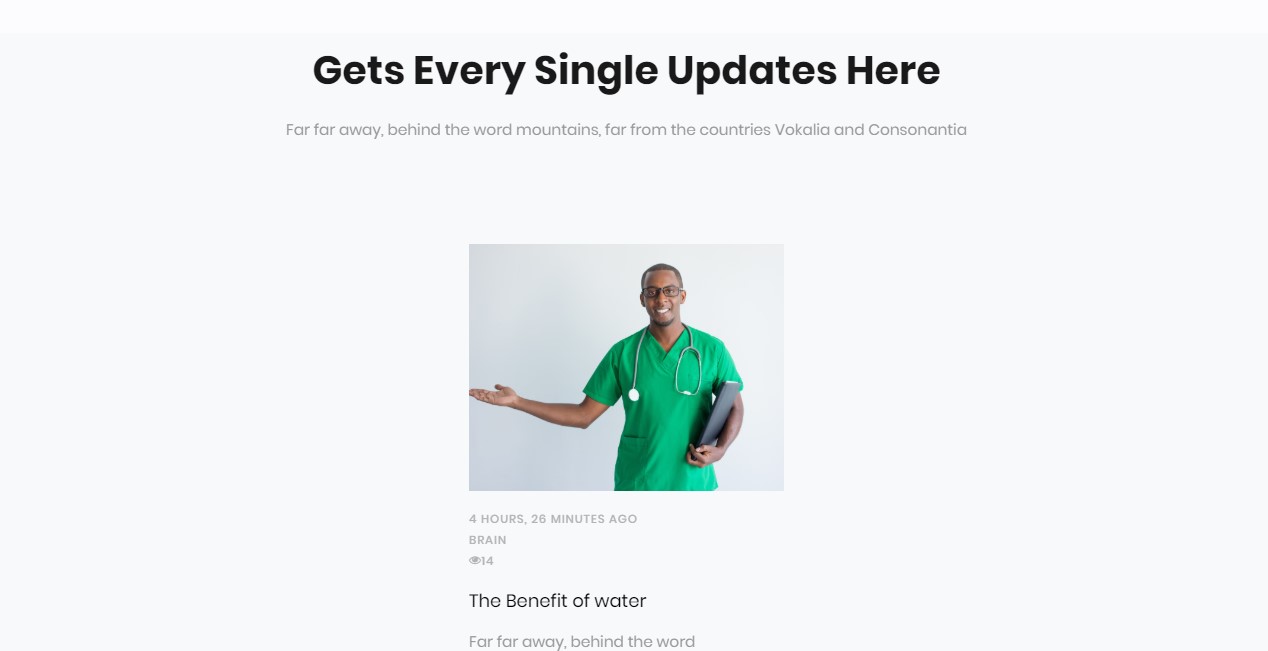 Gets Every Single Updates Here
Far far away, behind the word mountains, far from the countries Vokalia and Consonantia
4 HOURS, 26 MINUTES AGO
BRAIN
14
The Benefit of water
Far far away, behind the word